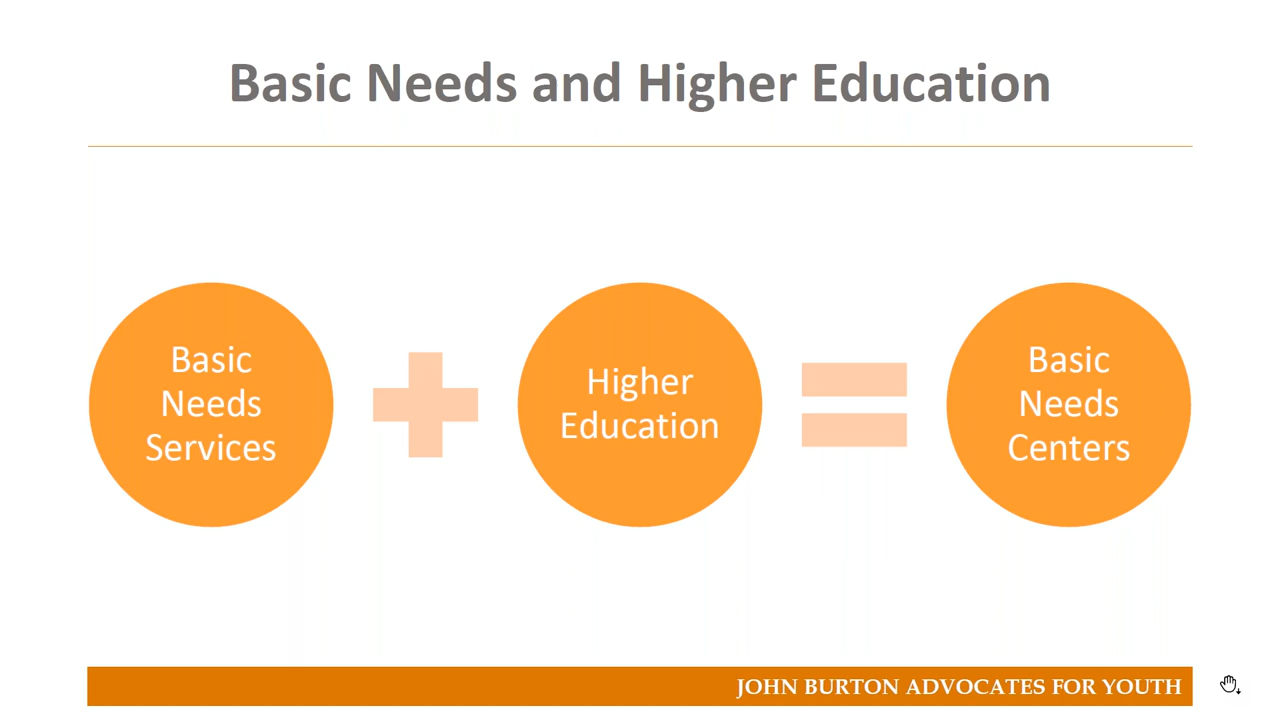 Basic Needs and Higher Education
Basic
Needs
Services
Higher
Education
Basic
Needs
Centers
JOHN BURTON ADVOCATES FOR YOUTH